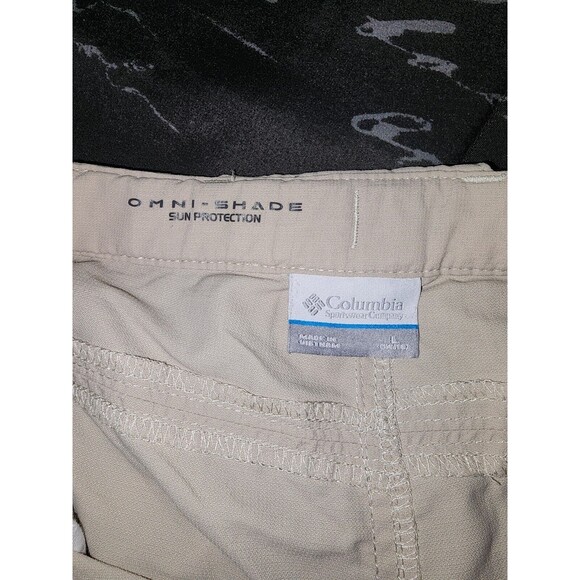 OMNI-SHADE
SUN PROTECTION
Columbia
Sportswear Company
MADE IN
VIETNAM
L